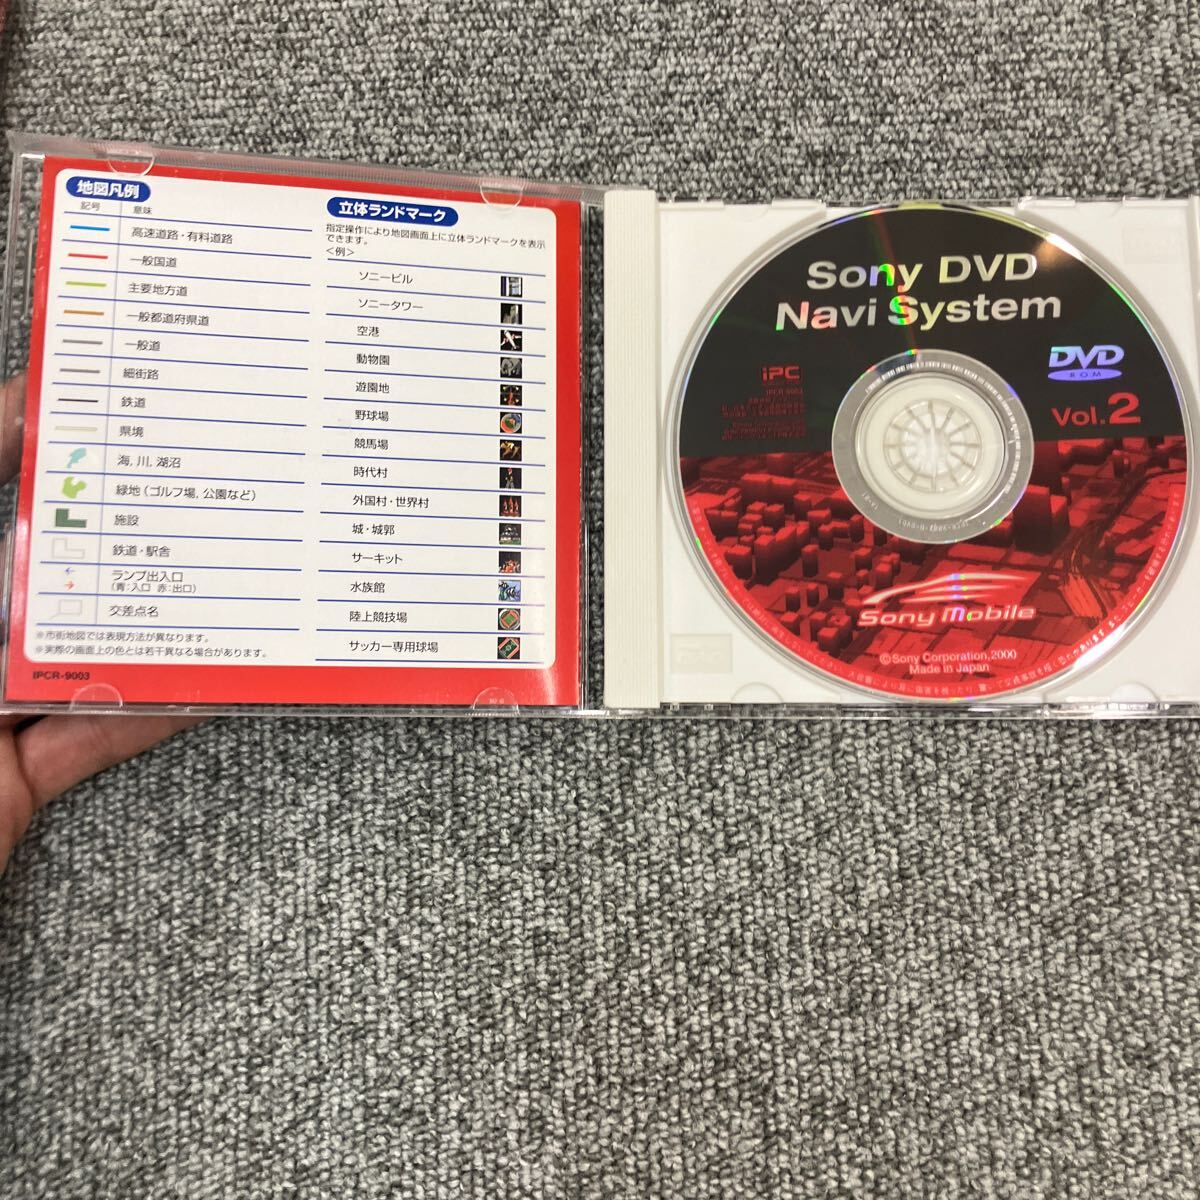 地図凡例
記号 意味
高速道路・有料道路
一般国道
主要地方道
一般都道府県道
一般道
細街路
鉄道
県境
海, 川, 湖沼
緑地(ゴルフ場, 公園など)
施設
鉄道・駅舎
ランプ出入口
(青:入口 赤:出口)
交差点名
※市街地図では表現方法が異なります。
※実際の画面上の色とは若干異なる場合があります。
IPCR-9003
立体ランドマーク
指定操作により地図画面上に立体ランドマークを表示
できます。
<例>
ソニービル
ソニータワー
空港
動物園
遊園地
野球場
競馬場
時代村
外国村・世界村
城・城郭
サーキット
水族館
陸上競技場
サッカー専用球場
Sony DVD
Navi System
iPC
IPCR-9003
DVD
ROM
Vol.2
Sony Mobile
©Sony Corporation,2000
Made in Japan